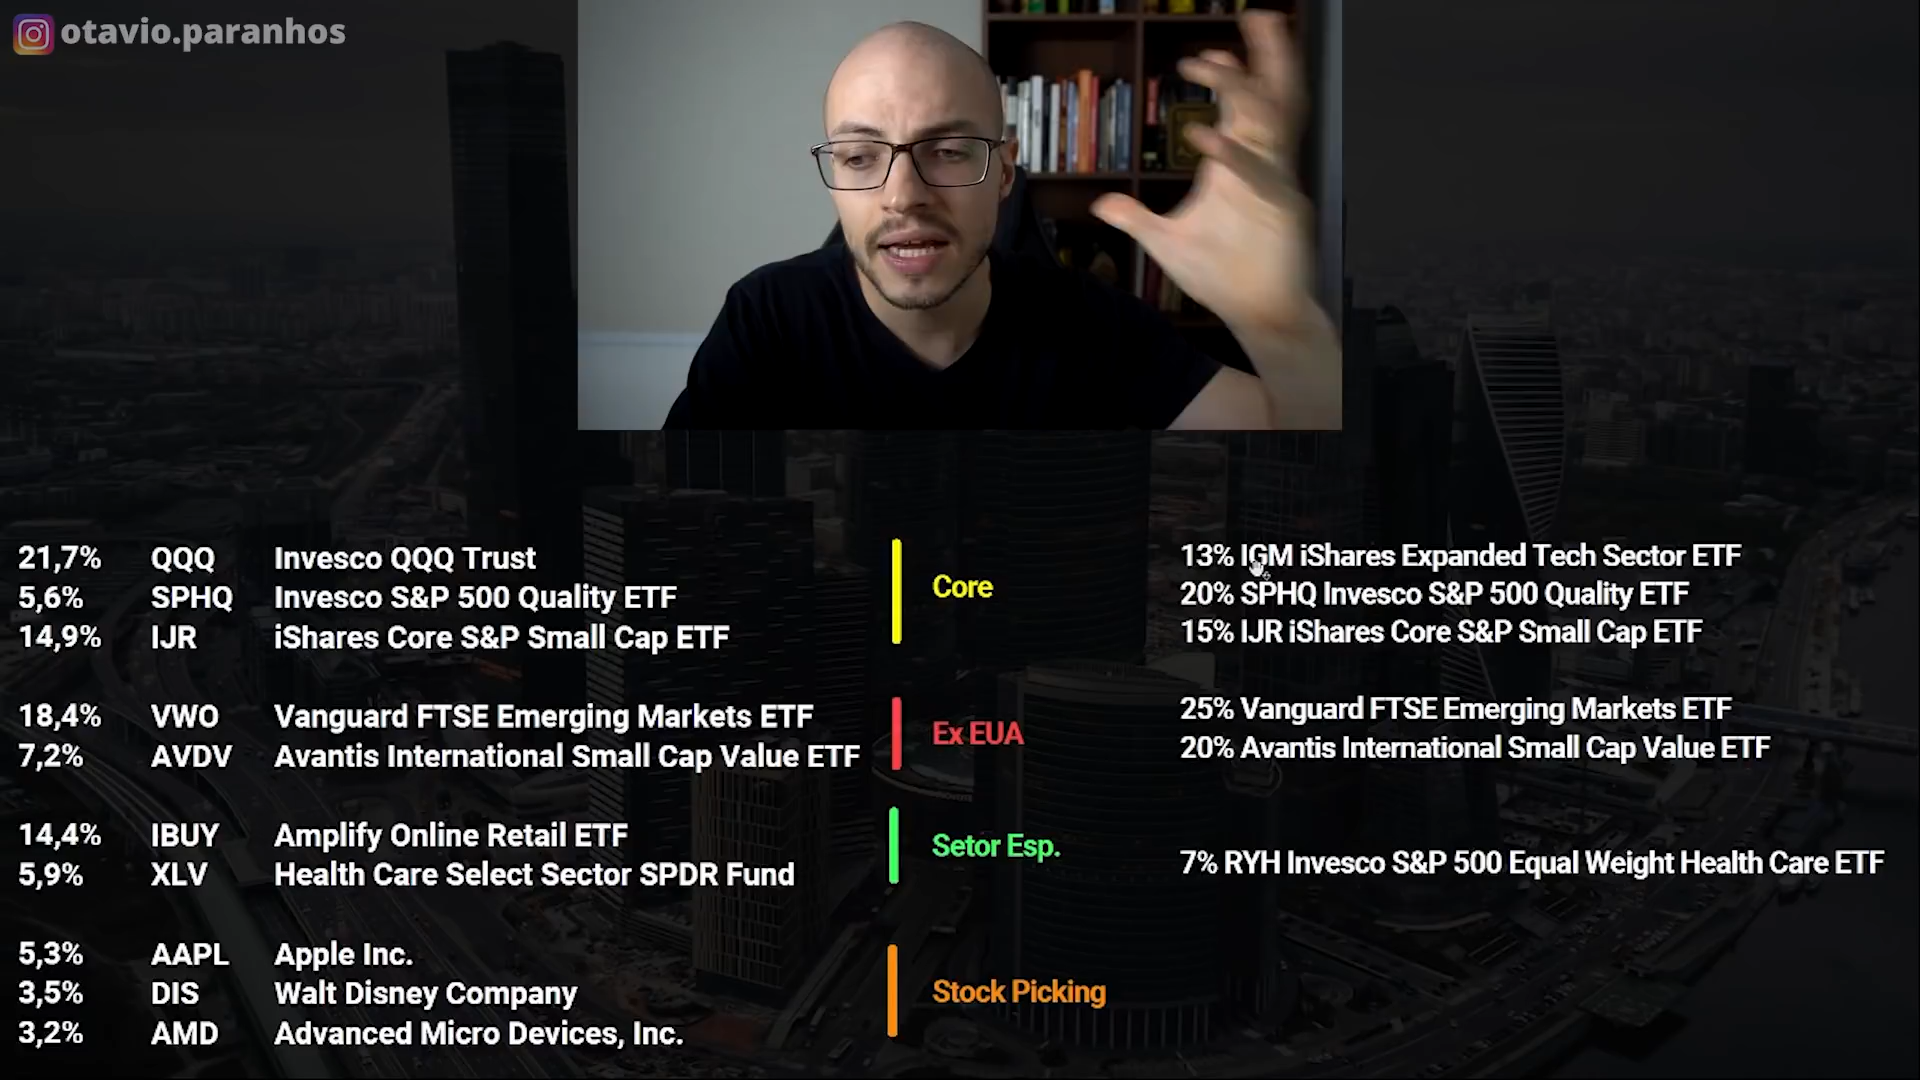 otavio.paranhos
21,7% QQQ Invesco QQQ Trust
5,6% SPHQ Invesco S&P 500 Quality ETF
14,9% IJR iShares Core S&P Small Cap ETF
Core
13% IGM iShares Expanded Tech Sector ETF
20% SPHQ Invesco S&P 500 Quality ETF
15% IJR iShares Core S&P Small Cap ETF
18,4% VWO Vanguard FTSE Emerging Markets ETF
7,2% AVDV Avantis International Small Cap Value ETF
Ex EUA
25% Vanguard FTSE Emerging Markets ETF
20% Avantis International Small Cap Value ETF
14,4% IBUY Amplify Online Retail ETF
5,9% XLV Health Care Select Sector SPDR Fund
Setor Esp.
7% RYH Invesco S&P 500 Equal Weight Health Care ETF
5,3% AAPL Apple Inc.
3,5% DIS Walt Disney Company
3,2% AMD Advanced Micro Devices, Inc.
Stock Picking